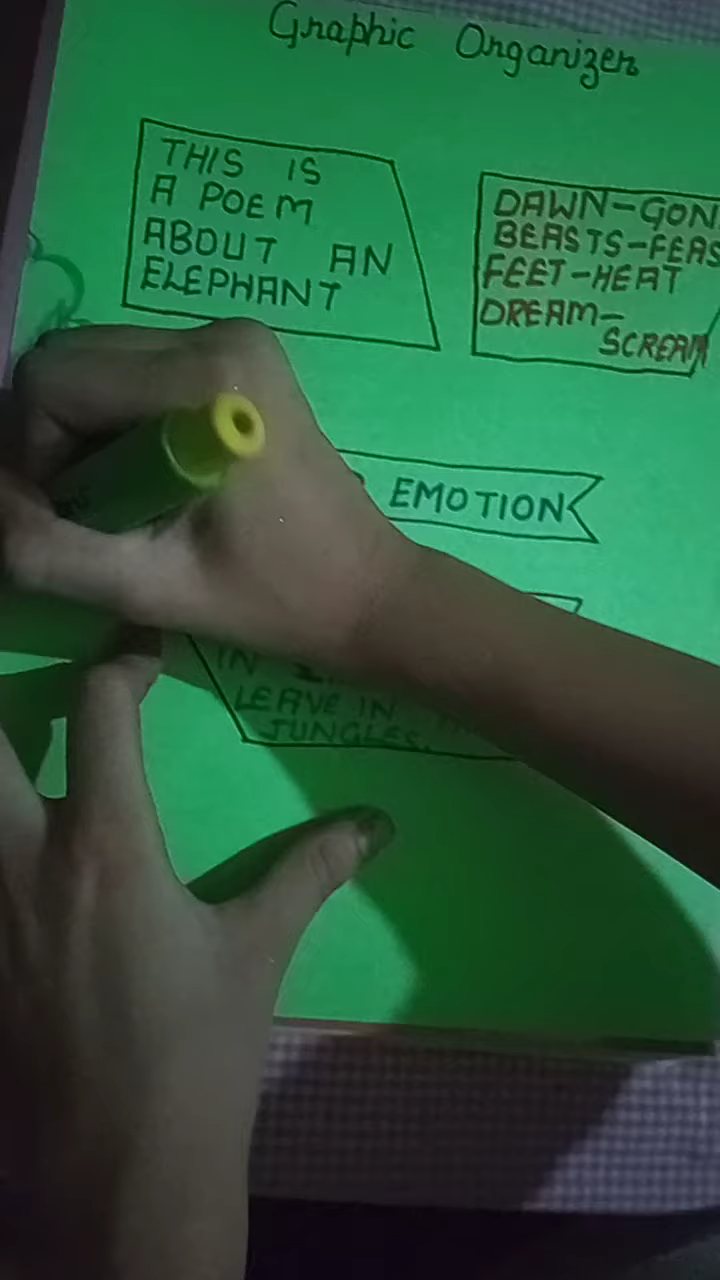 Graphic Organizer
THIS IS
A POEM
ABOUT AN
ELEPHANT
DAWN-GON
BEASTS-FEAS
FEET-HEAT
DREAM-
SCREAM
EMOTION
IN
LEAVE IN
JUNGLES.